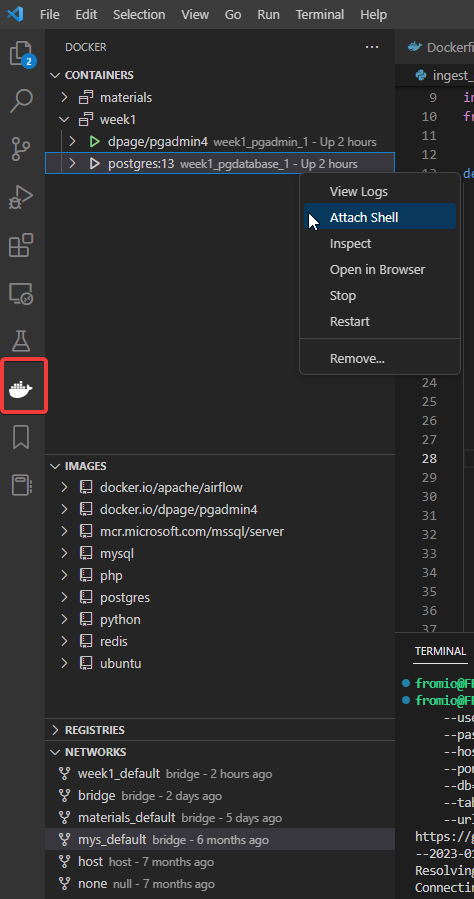 File Edit Selection View Go Run Terminal Help
2
DOCKER
Dockerfi
CONTAINERS
ingest_
materials
9 in
week1
10 fr
dpage/pgadmin4 week1_pgadmin_1 - Up 2 hours
11
12
postgres:13 week1_pgdatabase_1 - Up 2 hours
13 de
View Logs
Attach Shell
Inspect
Open in Browser
Stop
Restart
Remove...
24
25
26
27
28
29
30
31
32
33
34
35
36
37
IMAGES
docker.io/apache/airflow
docker.io/dpage/pgadmin4
mcr.microsoft.com/mssql/server
mysql
php
postgres
python
redis
ubuntu
REGISTRIES
NETWORKS
week1_default bridge - 2 hours ago
bridge bridge - 2 days ago
materials_default bridge - 5 days ago
mys_default bridge - 6 months ago
host host - 7 months ago
none null - 7 months ago
TERMINAL
fromic@F
fromic@F
--use
--pas
--hos
--por
--db=
--tab
--url
https://g
--2023-01
Resolving
Connectin